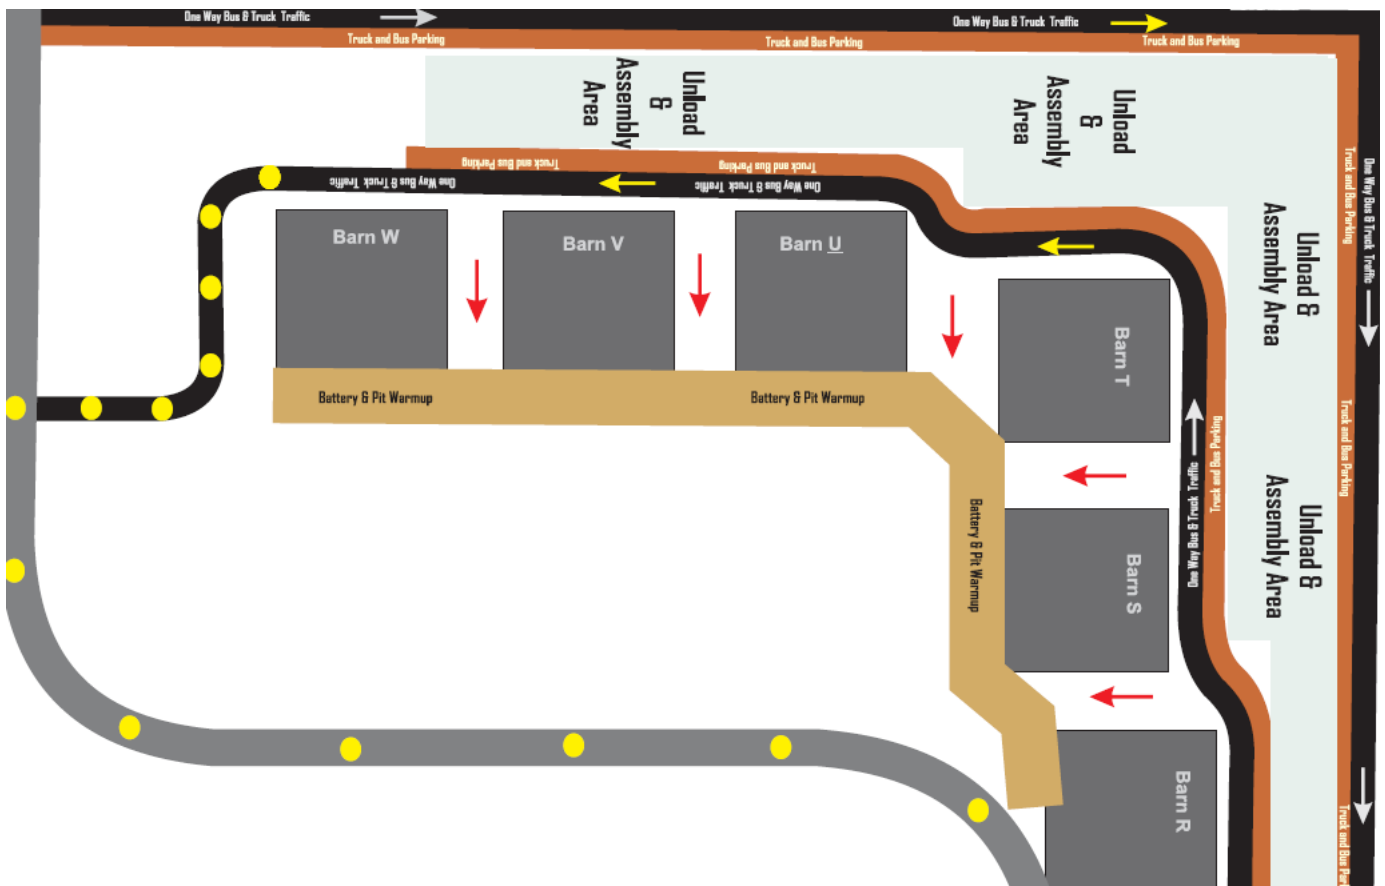 One Way Bus & Truck Traffic
One Way Bus & Truck Traffic
Truck and Bus Parking
Truck and Bus Parking
Truck and Bus Parking
Unload
&
Assembly
Area
Unload
&
Assembly
Area
Truck and Bus Parking
Truck and Bus Parking
One Way Bus & Truck Traffic
One Way Bus & Truck Traffic
Truck and Bus Parking
One Way Bus & Truck Traffic
Unload &
Assembly Area
Barn W
Barn V
Barn U
Barn T
Battery & Pit Warmup
Battery & Pit Warmup
Truck and Bus Parking
Truck and Bus Parking
One Way Bus & Truck Traffic
Unload &
Assembly Area
Battery & Pit Warmup
Barn S
Barn R
Truck and Bus Park